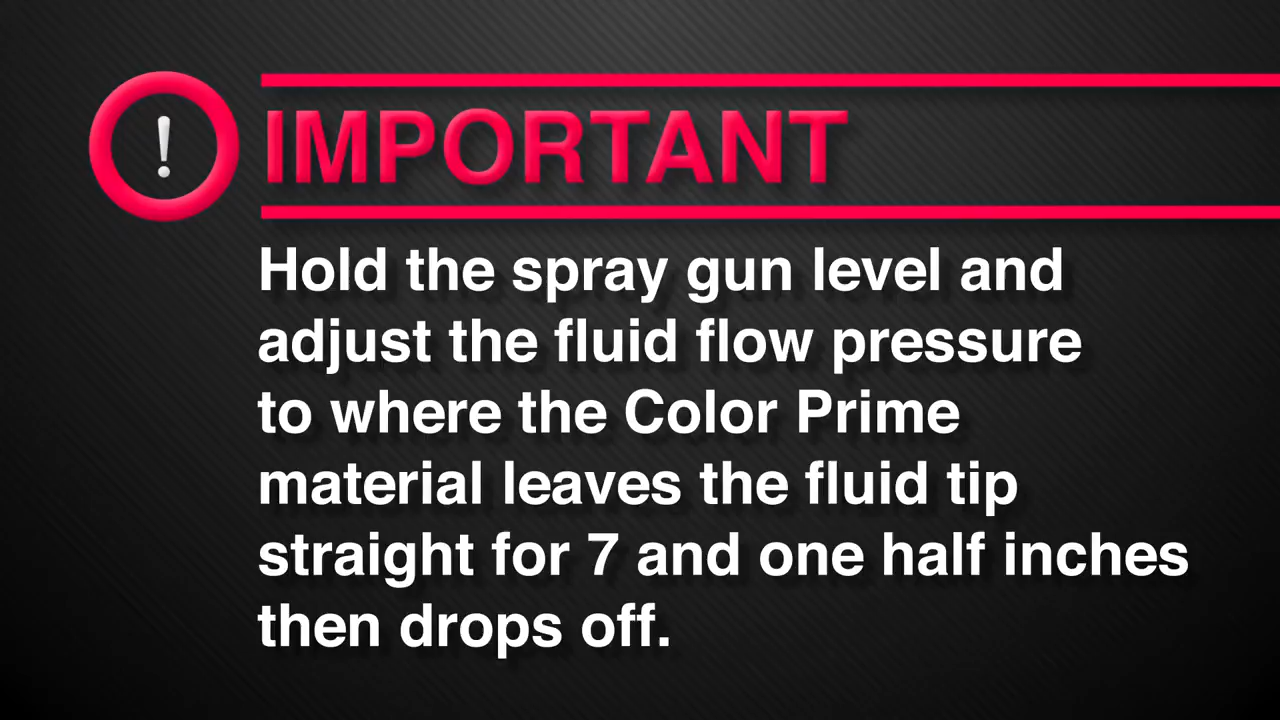 !
IMPORTANT
Hold the spray gun level and
adjust the fluid flow pressure
to where the Color Prime
material leaves the fluid tip
straight for 7 and one half inches
then drops off.